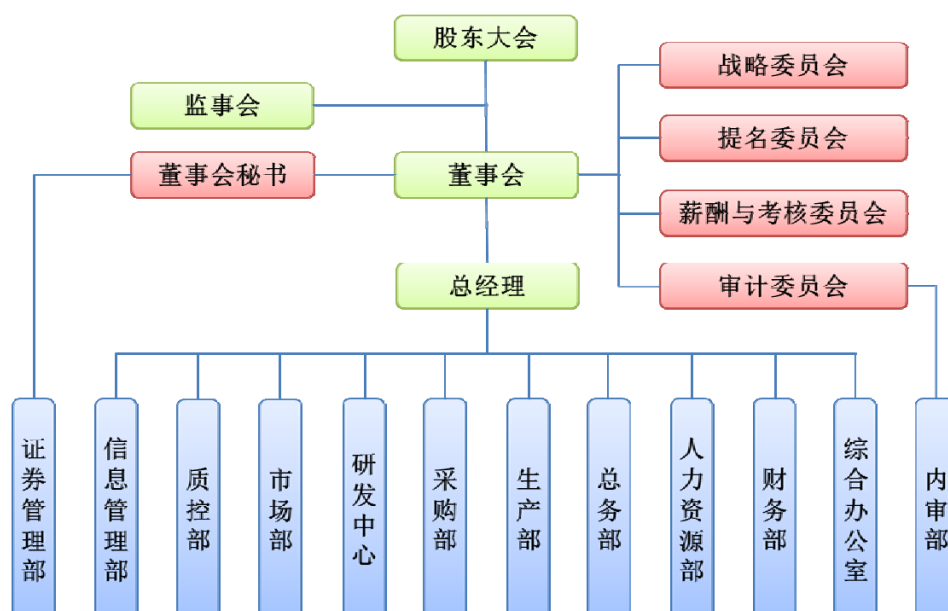 股东大会
战略委员会
监事会
提名委员会
董事会秘书
董事会
薪酬与考核委员会
总经理
审计委员会
证券管理部
信息管理部
质控部
市场部
研发中心
采购部
生产部
总务部
人力资源部
财务部
综合办公室
内审部